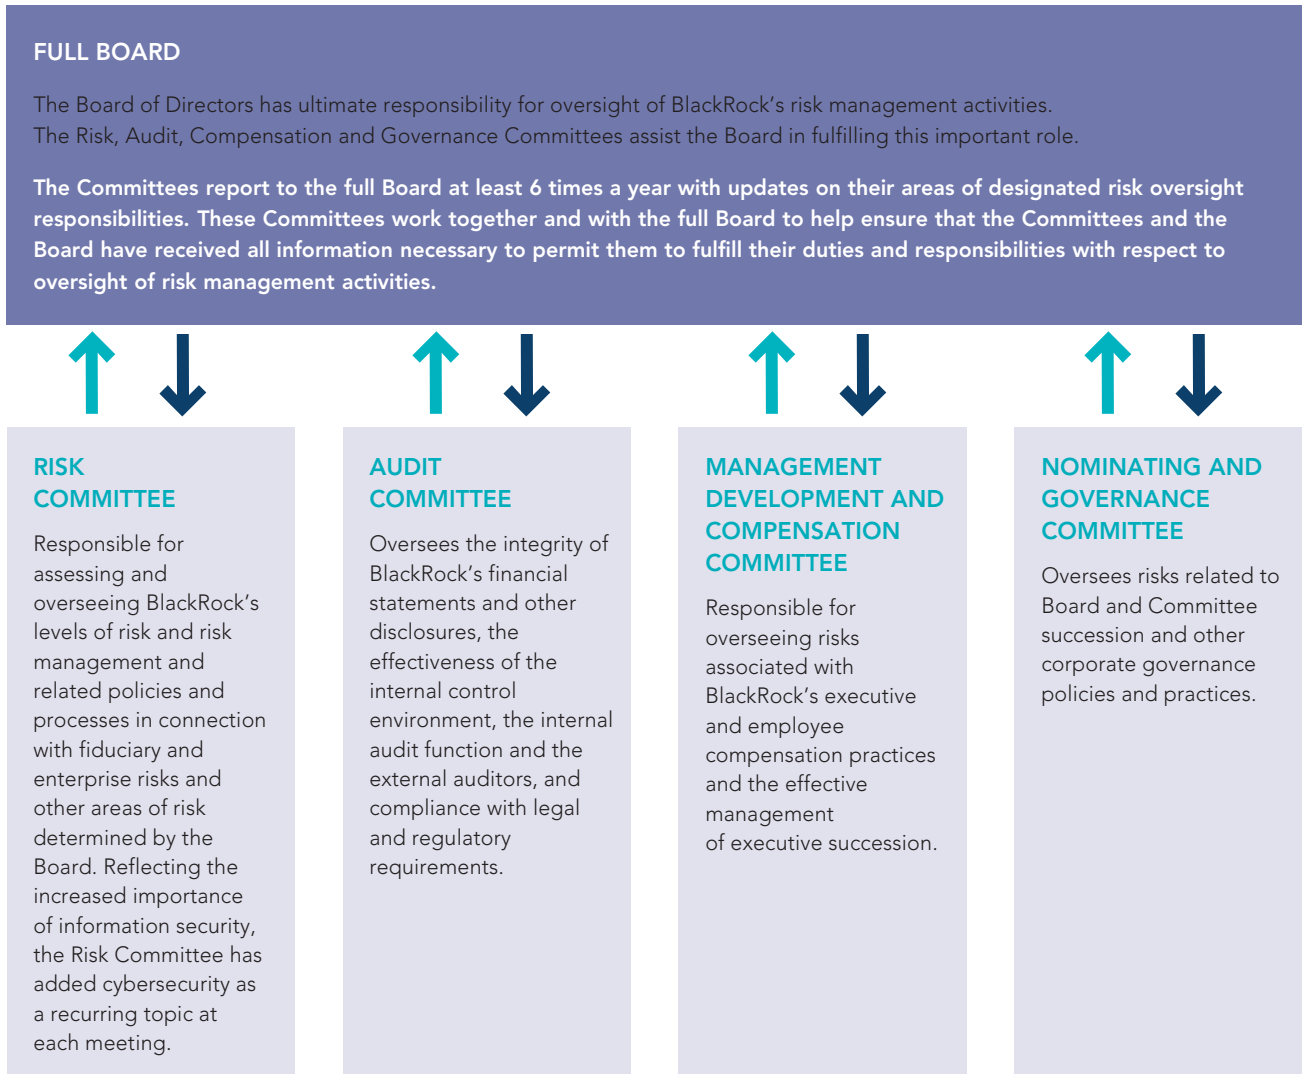 FULL BOARD
The Board of Directors has ultimate responsibility for oversight of BlackRock’s risk management activities.
The Risk, Audit, Compensation and Governance Committees assist the Board in fulfilling this important role.
The Committees report to the full Board at least 6 times a year with updates on their areas of designated risk oversight
responsibilities. These Committees work together and with the full Board to help ensure that the Committees and the
Board have received all information necessary to permit them to fulfill their duties and responsibilities with respect to
oversight of risk management activities.
RISK
COMMITTEE
Responsible for
assessing and
overseeing BlackRock’s
levels of risk and risk
management and
related policies and
processes in connection
with fiduciary and
enterprise risks and
other areas of risk
determined by the
Board. Reflecting the
increased importance
of information security,
the Risk Committee has
added cybersecurity as
a recurring topic at
each meeting.
AUDIT
COMMITTEE
Oversees the integrity of
BlackRock’s financial
statements and other
disclosures, the
effectiveness of the
internal control
environment, the internal
audit function and the
external auditors, and
compliance with legal
and regulatory
requirements.
MANAGEMENT
DEVELOPMENT AND
COMPENSATION
COMMITTEE
Responsible for
overseeing risks
associated with
BlackRock’s executive
and employee
compensation practices
and the effective
management
of executive succession.
NOMINATING AND
GOVERNANCE
COMMITTEE
Oversees risks related to
Board and Committee
succession and other
corporate governance
policies and practices.